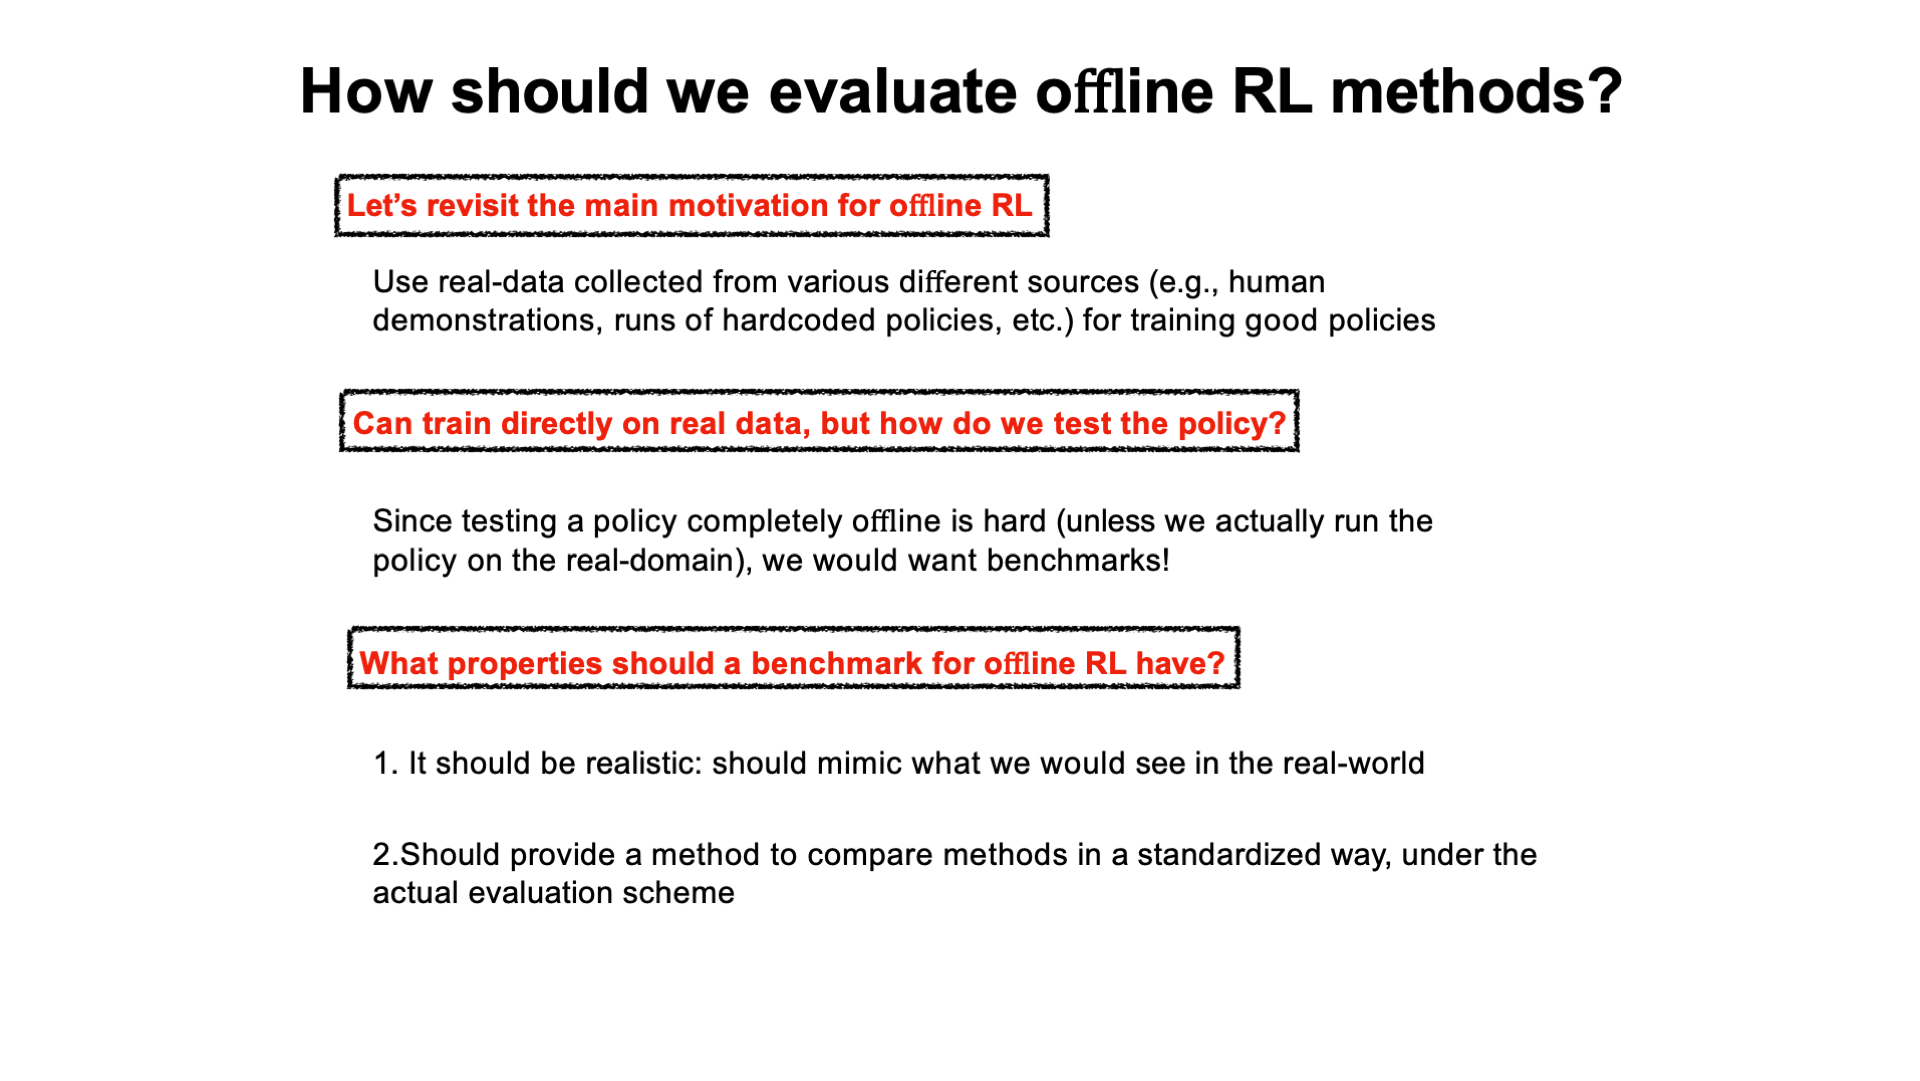 How should we evaluate offline RL methods?
Let’s revisit the main motivation for offline RL
Use real-data collected from various different sources (e.g., human
demonstrations, runs of hardcoded policies, etc.) for training good policies
Can train directly on real data, but how do we test the policy?
Since testing a policy completely offline is hard (unless we actually run the
policy on the real-domain), we would want benchmarks!
What properties should a benchmark for offline RL have?
1. It should be realistic: should mimic what we would see in the real-world
2.Should provide a method to compare methods in a standardized way, under the
actual evaluation scheme